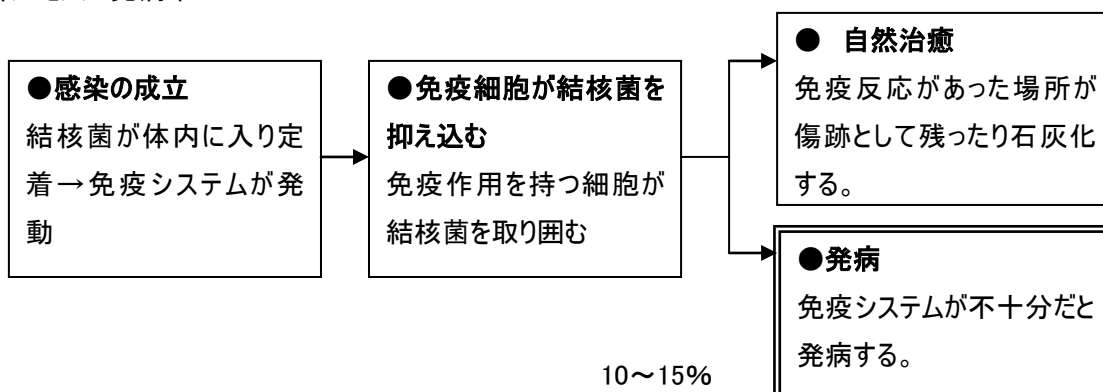 ●感染の成立
結核菌が体内に入り定
着→免疫システムが発
動
●免疫細胞が結核菌を
抑え込む
免疫作用を持つ細胞が
結核菌を取り囲む
● 自然治癒
免疫反応があった場所が
傷跡として残ったり石灰化
する。
●発病
免疫システムが不十分だと
発病する。
10～15%